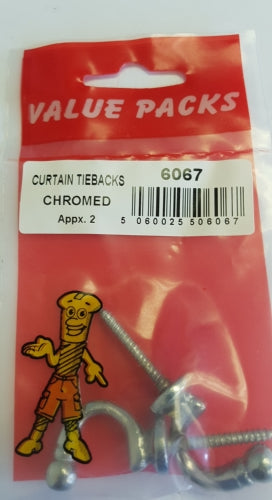 VALUE PACKS
CURTAIN TIEBACKS
6067
CHROMED
Appx. 2
5 060025 506067